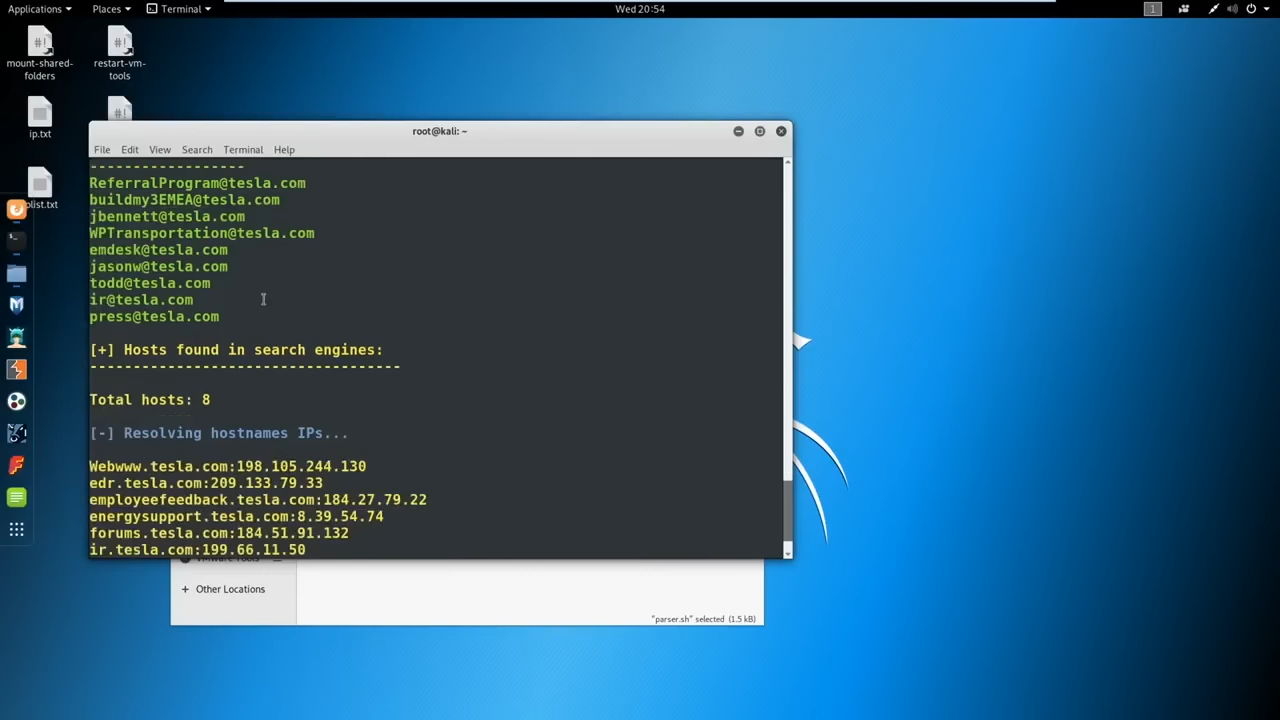 Applications
Places
Terminal
Wed 20:54
1
mount-shared-
folders
restart-vm-
tools
ip.txt
olist.txt
root@kali: ~
File Edit View Search Terminal Help
------------------
ReferralProgram@tesla.com
buildmy3EMEA@tesla.com
jbennett@tesla.com
WPTransportation@tesla.com
emdesk@tesla.com
jasonw@tesla.com
todd@tesla.com
ir@tesla.com
press@tesla.com
[+] Hosts found in search engines:
------------------------------------
Total hosts: 8
[-] Resolving hostnames IPs...
Webwww.tesla.com:198.105.244.130
edr.tesla.com:209.133.79.33
employeefeedback.tesla.com:184.27.79.22
energysupport.tesla.com:8.39.54.74
forums.tesla.com:184.51.91.132
ir.tesla.com:199.66.11.50
+ Other Locations
"parser.sh" selected (1.5 kB)